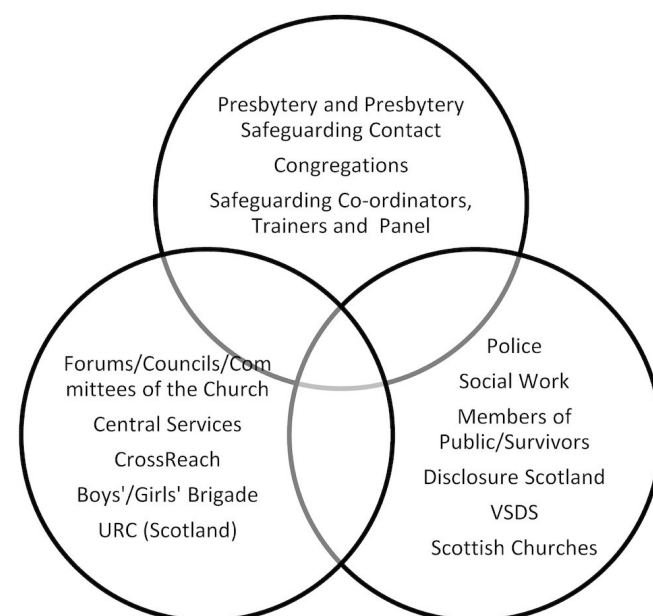 Presbytery and Presbytery
Safeguarding Contact
Congregations
Safeguarding Co-ordinators,
Trainers and Panel
Forums/Councils/Com
mittees of the Church
Central Services
CrossReach
Boys'/Girls' Brigade
URC (Scotland)
Police
Social Work
Members of
Public/Survivors
Disclosure Scotland
VSDS
Scottish Churches